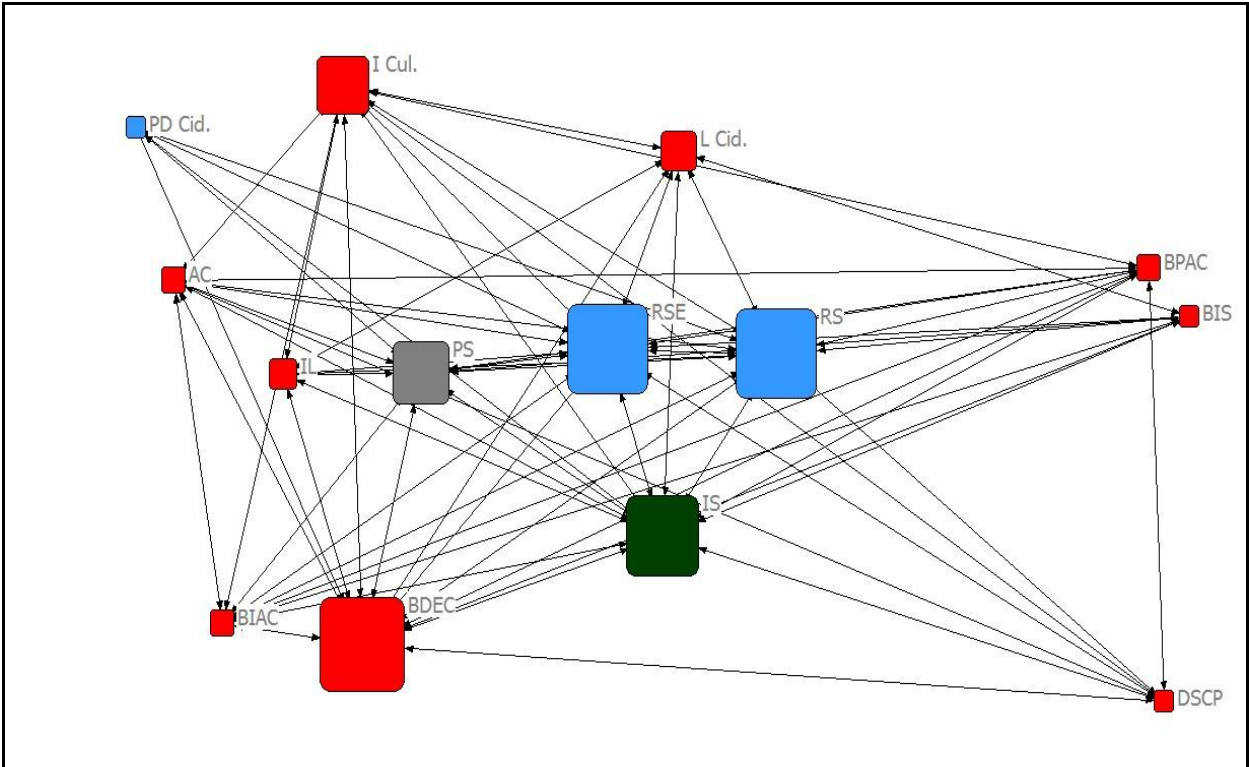 I Cul.
PD Cid.
L Cid.
AC
BPAC
RSE
RS
BIS
PS
IL
IS
BDEC
BIAC
DSCP